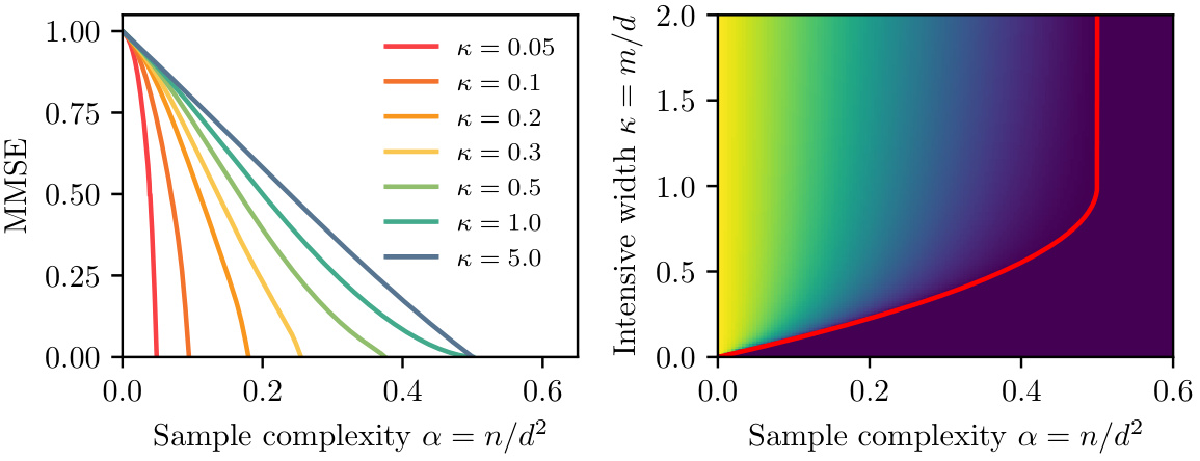 MMSE
1.00
0.75
0.50
0.25
0.00
0.0 0.2 0.4 0.6
Sample complexity α = n/d²
κ = 0.05
κ = 0.1
κ = 0.2
κ = 0.3
κ = 0.5
κ = 1.0
κ = 5.0
Intensive width κ = m/d
2.0
1.5
1.0
0.5
0.0
0.0 0.2 0.4 0.6
Sample complexity α = n/d²